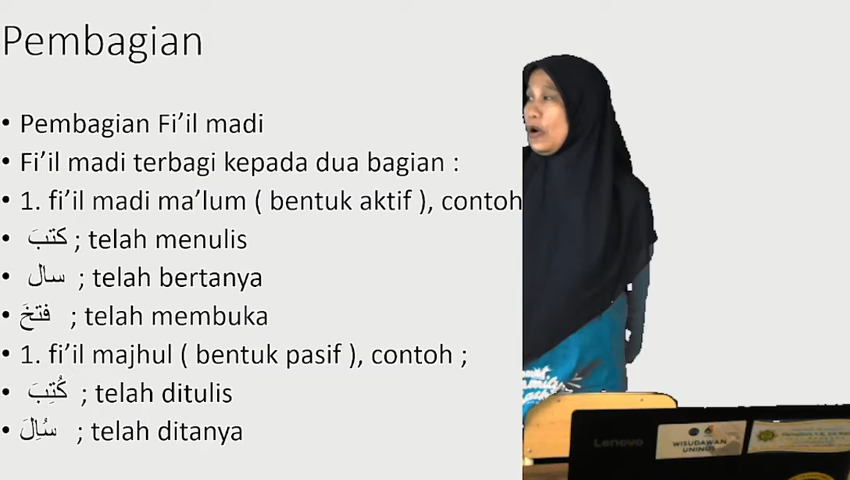 Pembagian
• Pembagian Fi’il madi
• Fi’il madi terbagi kepada dua bagian :
• 1. fi’il madi ma’lum ( bentuk aktif ), contoh
• كتبَ ; telah menulis
• سال ; telah bertanya
• فتخَ ; telah membuka
• 1. fi’il majhul ( bentuk pasif ), contoh ;
• كُتِبَ ; telah ditulis
• سُاِلَ ; telah ditanya
Lenovo
WISUDAWAN